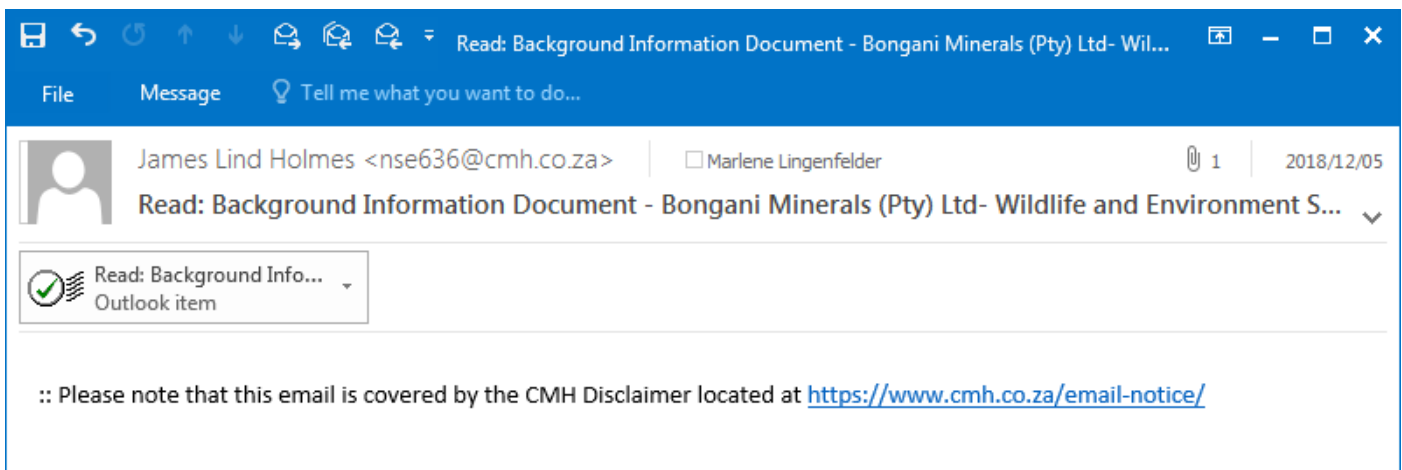 Read: Background Information Document - Bongani Minerals (Pty) Ltd- Wil...
File Message Tell me what you want to do...
James Lind Holmes <nse636@cmh.co.za> Marlene Lingenfelder 1 2018/12/05
Read: Background Information Document - Bongani Minerals (Pty) Ltd- Wildlife and Environment S...
Read: Background Info...
Outlook item
:: Please note that this email is covered by the CMH Disclaimer located at https://www.cmh.co.za/email-notice/